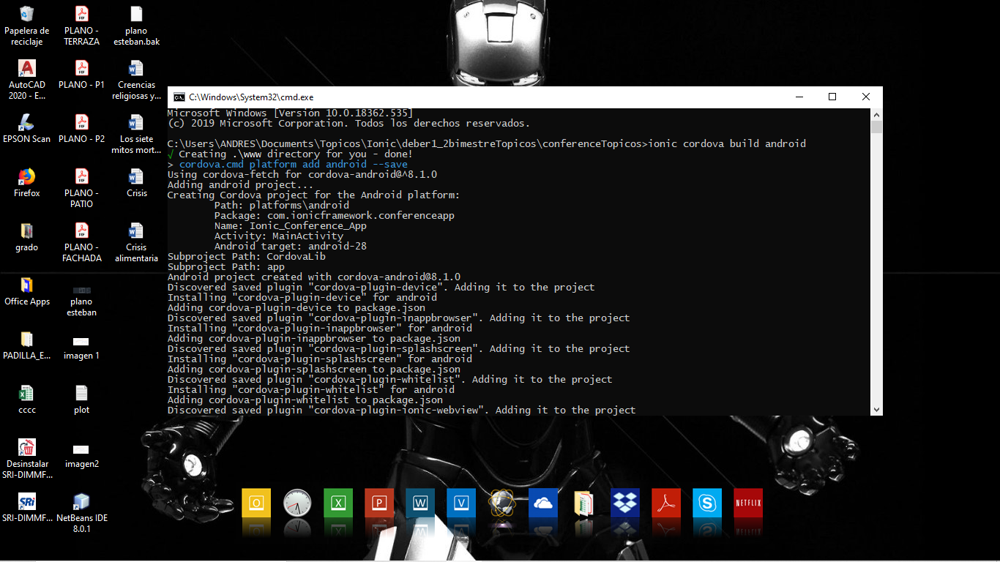 Papelera de
reciclaje
PLANO -
TERRAZA
plano
esteban.bak
AutoCAD
2020 - E...
PLANO - P1
Creencias
religiosas y...
EPSON Scan
PLANO - P2
Los siete
mitos mort...
Firefox
PLANO -
PATIO
Crisis
grado
PLANO -
FACHADA
Crisis
alimentaria
Office Apps
plano
esteban
PADILLA_E...
imagen 1
cccc
plot
Desinstalar
SRI-DIMMF...
imagen2
SRi
SRI-DIMMF...
NetBeans IDE
8.0.1
C:\Windows\System32\cmd.exe
Microsoft Windows [Versión 10.0.18362.535]
(c) 2019 Microsoft Corporation. Todos los derechos reservados.
C:\Users\ANDRES\Documents\Topicos\Ionic\deber1_2bimestreTopicos\conferenceTopicos>ionic cordova build android
√ Creating .\www directory for you - done!
> cordova.cmd platform add android --save
Using cordova-fetch for cordova-android@^8.1.0
Adding android project...
Creating Cordova project for the Android platform:
Path: platforms\android
Package: com.ionicframework.conferenceapp
Name: Ionic_Conference_App
Activity: MainActivity
Android target: android-28
Subproject Path: CordovaLib
Subproject Path: app
Android project created with cordova-android@8.1.0
Discovered saved plugin "cordova-plugin-device". Adding it to the project
Installing "cordova-plugin-device" for android
Adding cordova-plugin-device to package.json
Discovered saved plugin "cordova-plugin-inappbrowser". Adding it to the project
Installing "cordova-plugin-inappbrowser" for android
Adding cordova-plugin-inappbrowser to package.json
Discovered saved plugin "cordova-plugin-splashscreen". Adding it to the project
Installing "cordova-plugin-splashscreen" for android
Adding cordova-plugin-splashscreen to package.json
Discovered saved plugin "cordova-plugin-whitelist". Adding it to the project
Installing "cordova-plugin-whitelist" for android
Adding cordova-plugin-whitelist to package.json
Discovered saved plugin "cordova-plugin-ionic-webview". Adding it to the project
O
X
P
W
V
S
NETFLIX